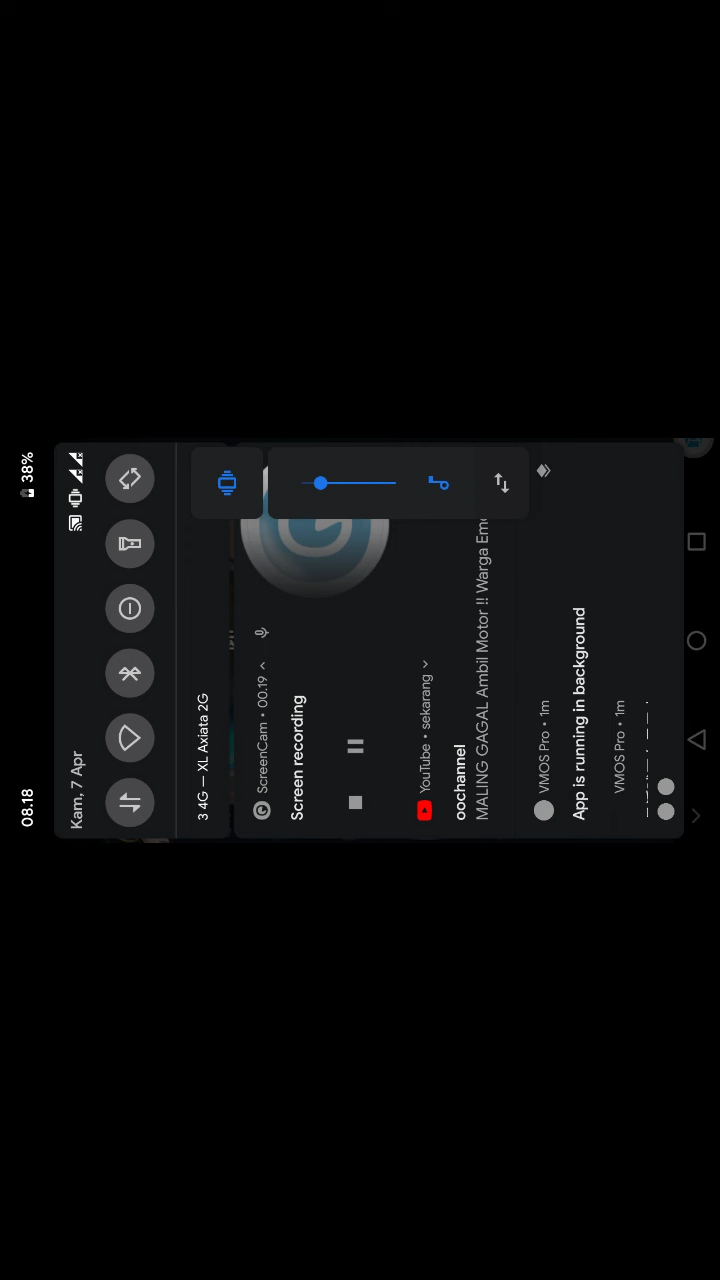 08.18
38%
Kam, 7 Apr
3 4G — XL Axiata 2G
ScreenCam • 00.19
Screen recording
YouTube • sekarang
oochannel
MALING GAGAL Ambil Motor !! Warga Emo
VMOS Pro • 1m
App is running in background
VMOS Pro • 1m